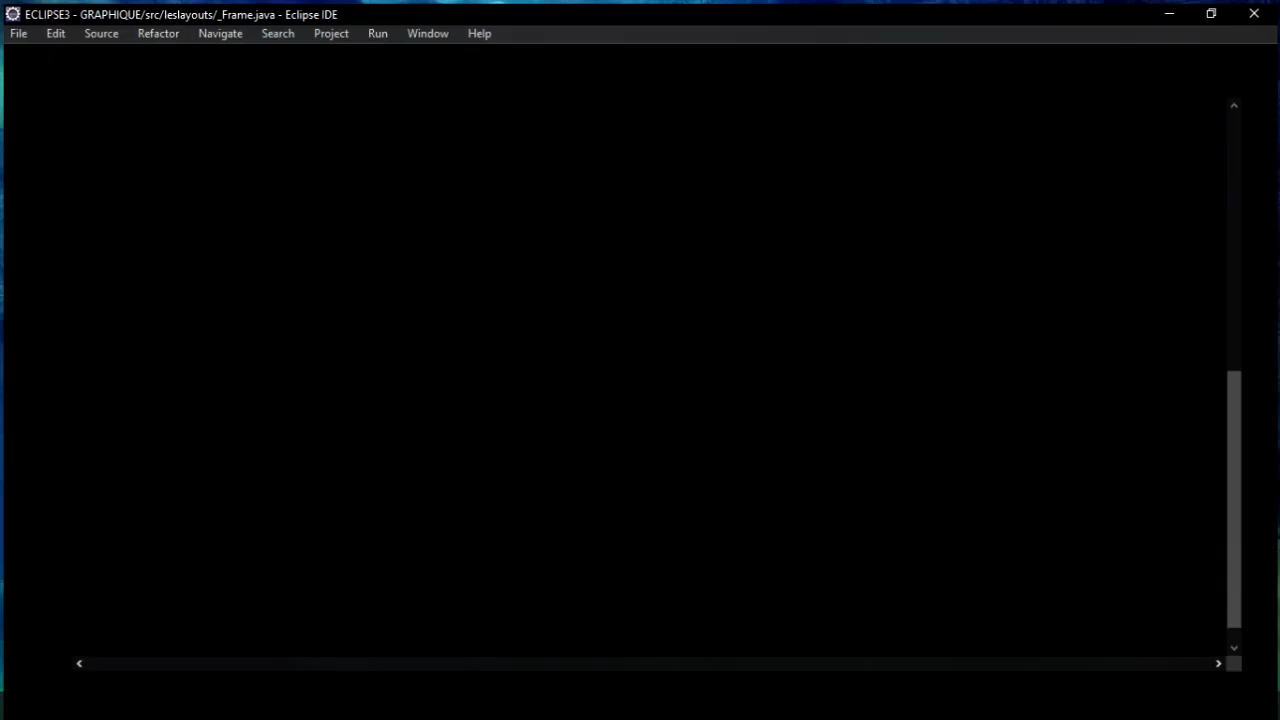 ECLIPSE3 - GRAPHIQUE/src/leslayouts/_Frame.java - Eclipse IDE
File Edit Source Refactor Navigate Search Project Run Window Help